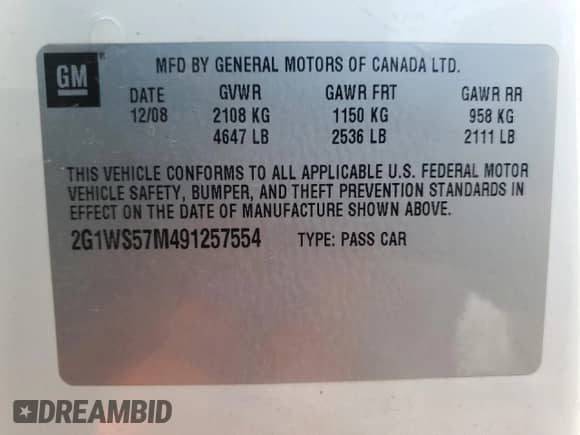 GM
MFD BY GENERAL MOTORS OF CANADA LTD.
DATE GVWR GAWR FRT GAWR RR
12/08 2108 KG 1150 KG 958 KG
4647 LB 2536 LB 2111 LB
THIS VEHICLE CONFORMS TO ALL APPLICABLE U.S. FEDERAL MOTOR
VEHICLE SAFETY, BUMPER, AND THEFT PREVENTION STANDARDS IN
EFFECT ON THE DATE OF MANUFACTURE SHOWN ABOVE.
2G1WS57M491257554 TYPE: PASS CAR
DREAMBID